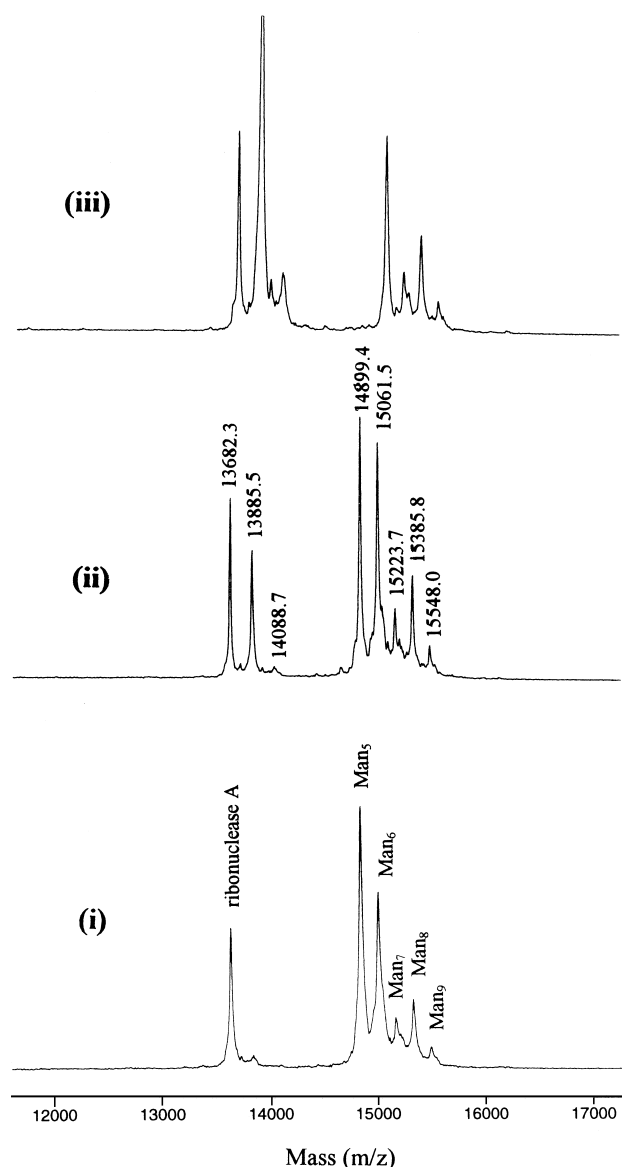 (iii)
14899.4
15061.5
13682.3
13885.5
14088.7
15223.7
15385.8
15548.0
(ii)
ribonuclease A
Man₅
Man₆
Man₇
Man₈
Man₉
(i)
12000 13000 14000 15000 16000 17000
Mass (m/z)